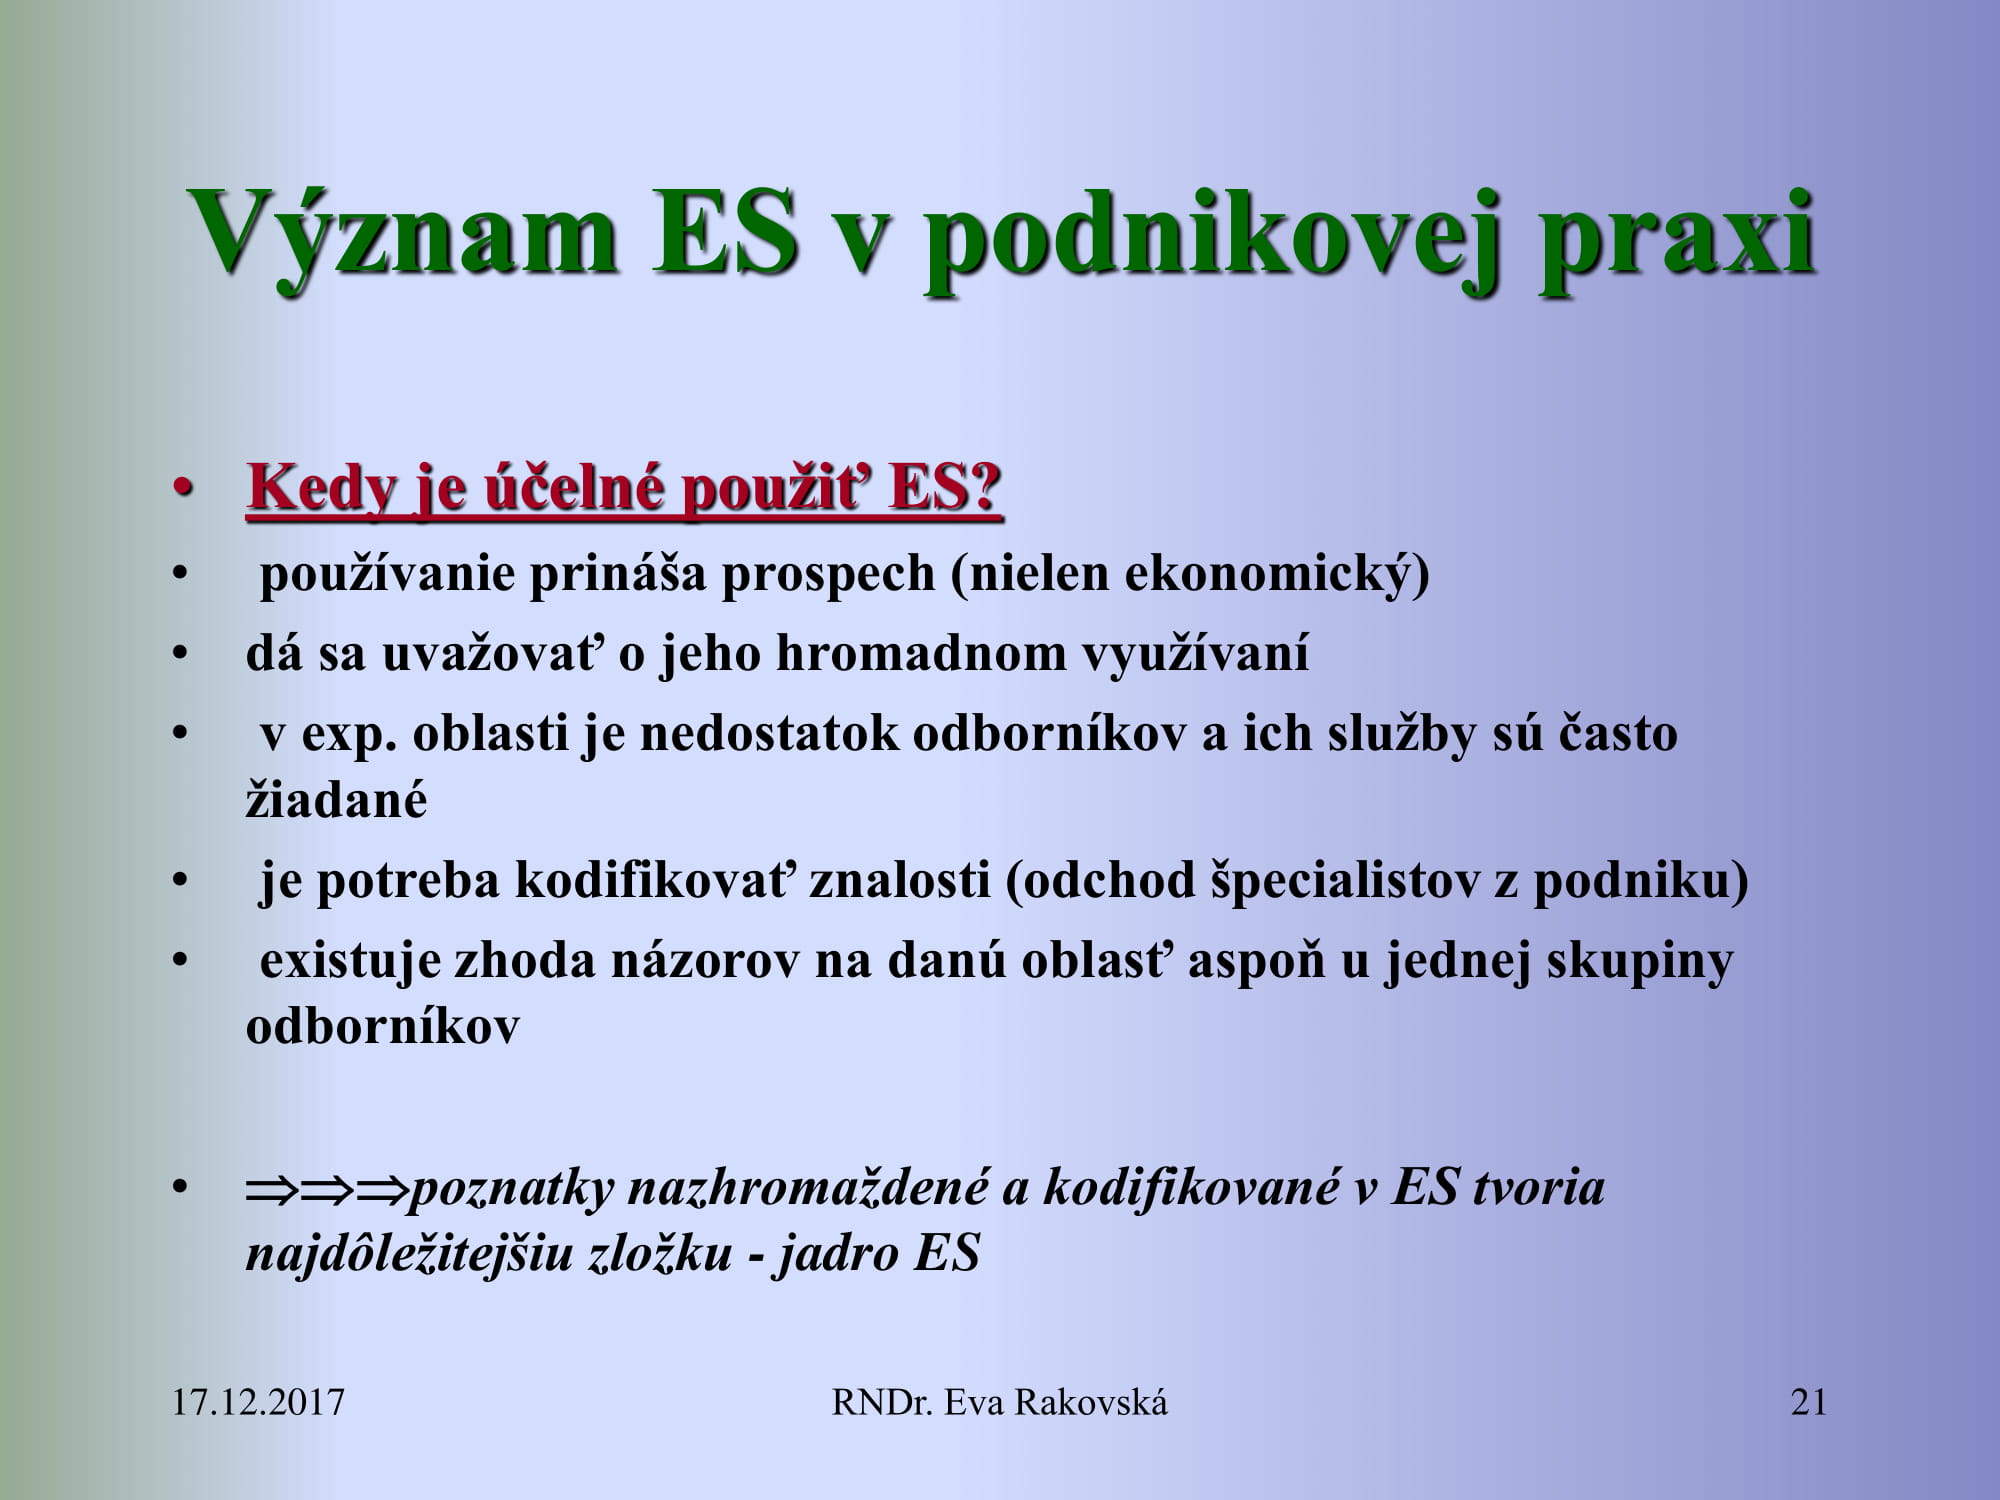 Význam ES v podnikovej praxi
• Kedy je účelné použiť ES?
• používanie prináša prospech (nielen ekonomický)
• dá sa uvažovať o jeho hromadnom využívaní
• v exp. oblasti je nedostatok odborníkov a ich služby sú často
žiadané
• je potreba kodifikovať znalosti (odchod špecialistov z podniku)
• existuje zhoda názorov na danú oblasť aspoň u jednej skupiny
odborníkov
• ⇒⇒⇒poznatky nazhromaždené a kodifikované v ES tvoria
najdôležitejšiu zložku - jadro ES
17.12.2017 RNDr. Eva Rakovská 21